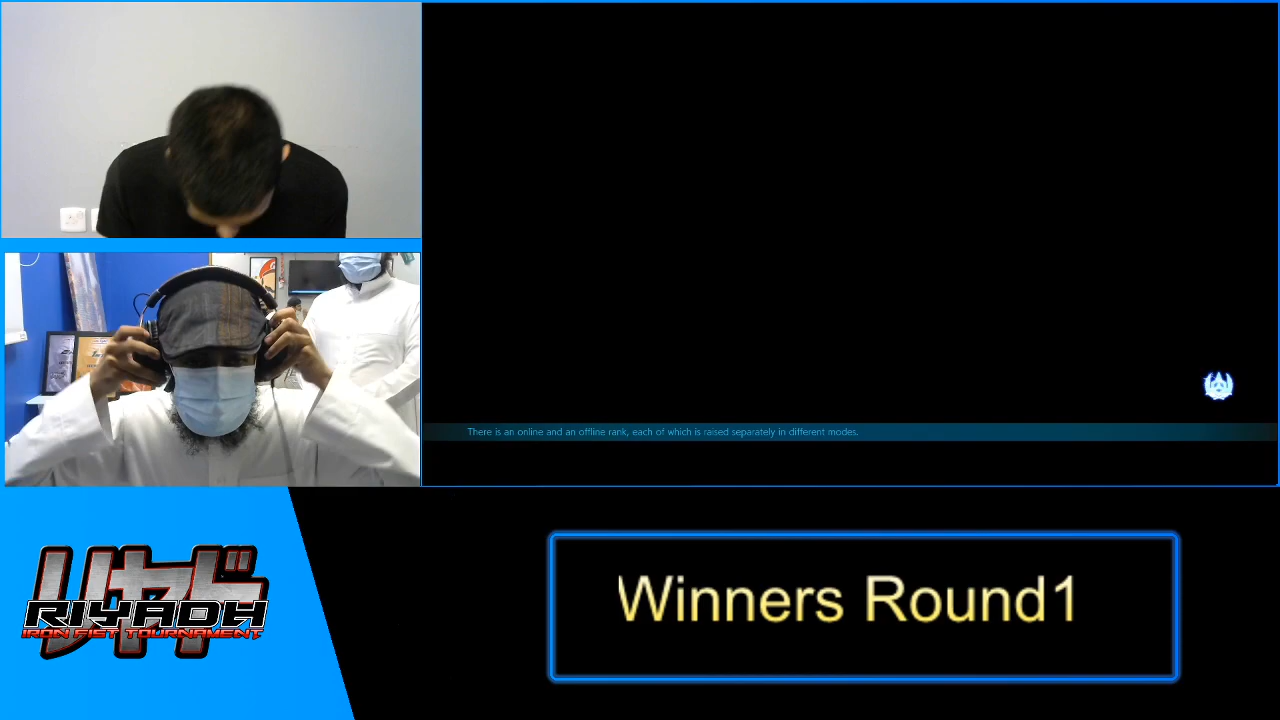 There is an online and an offline rank, each of which is raised separately in different modes.
リヤド
RIYADH
IRON FIST TOURNAMENT
Winners Round1